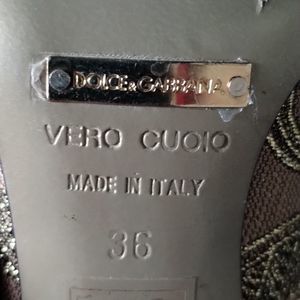 DOLCE & GABBANA
VERO CUOIO
MADE IN ITALY
36